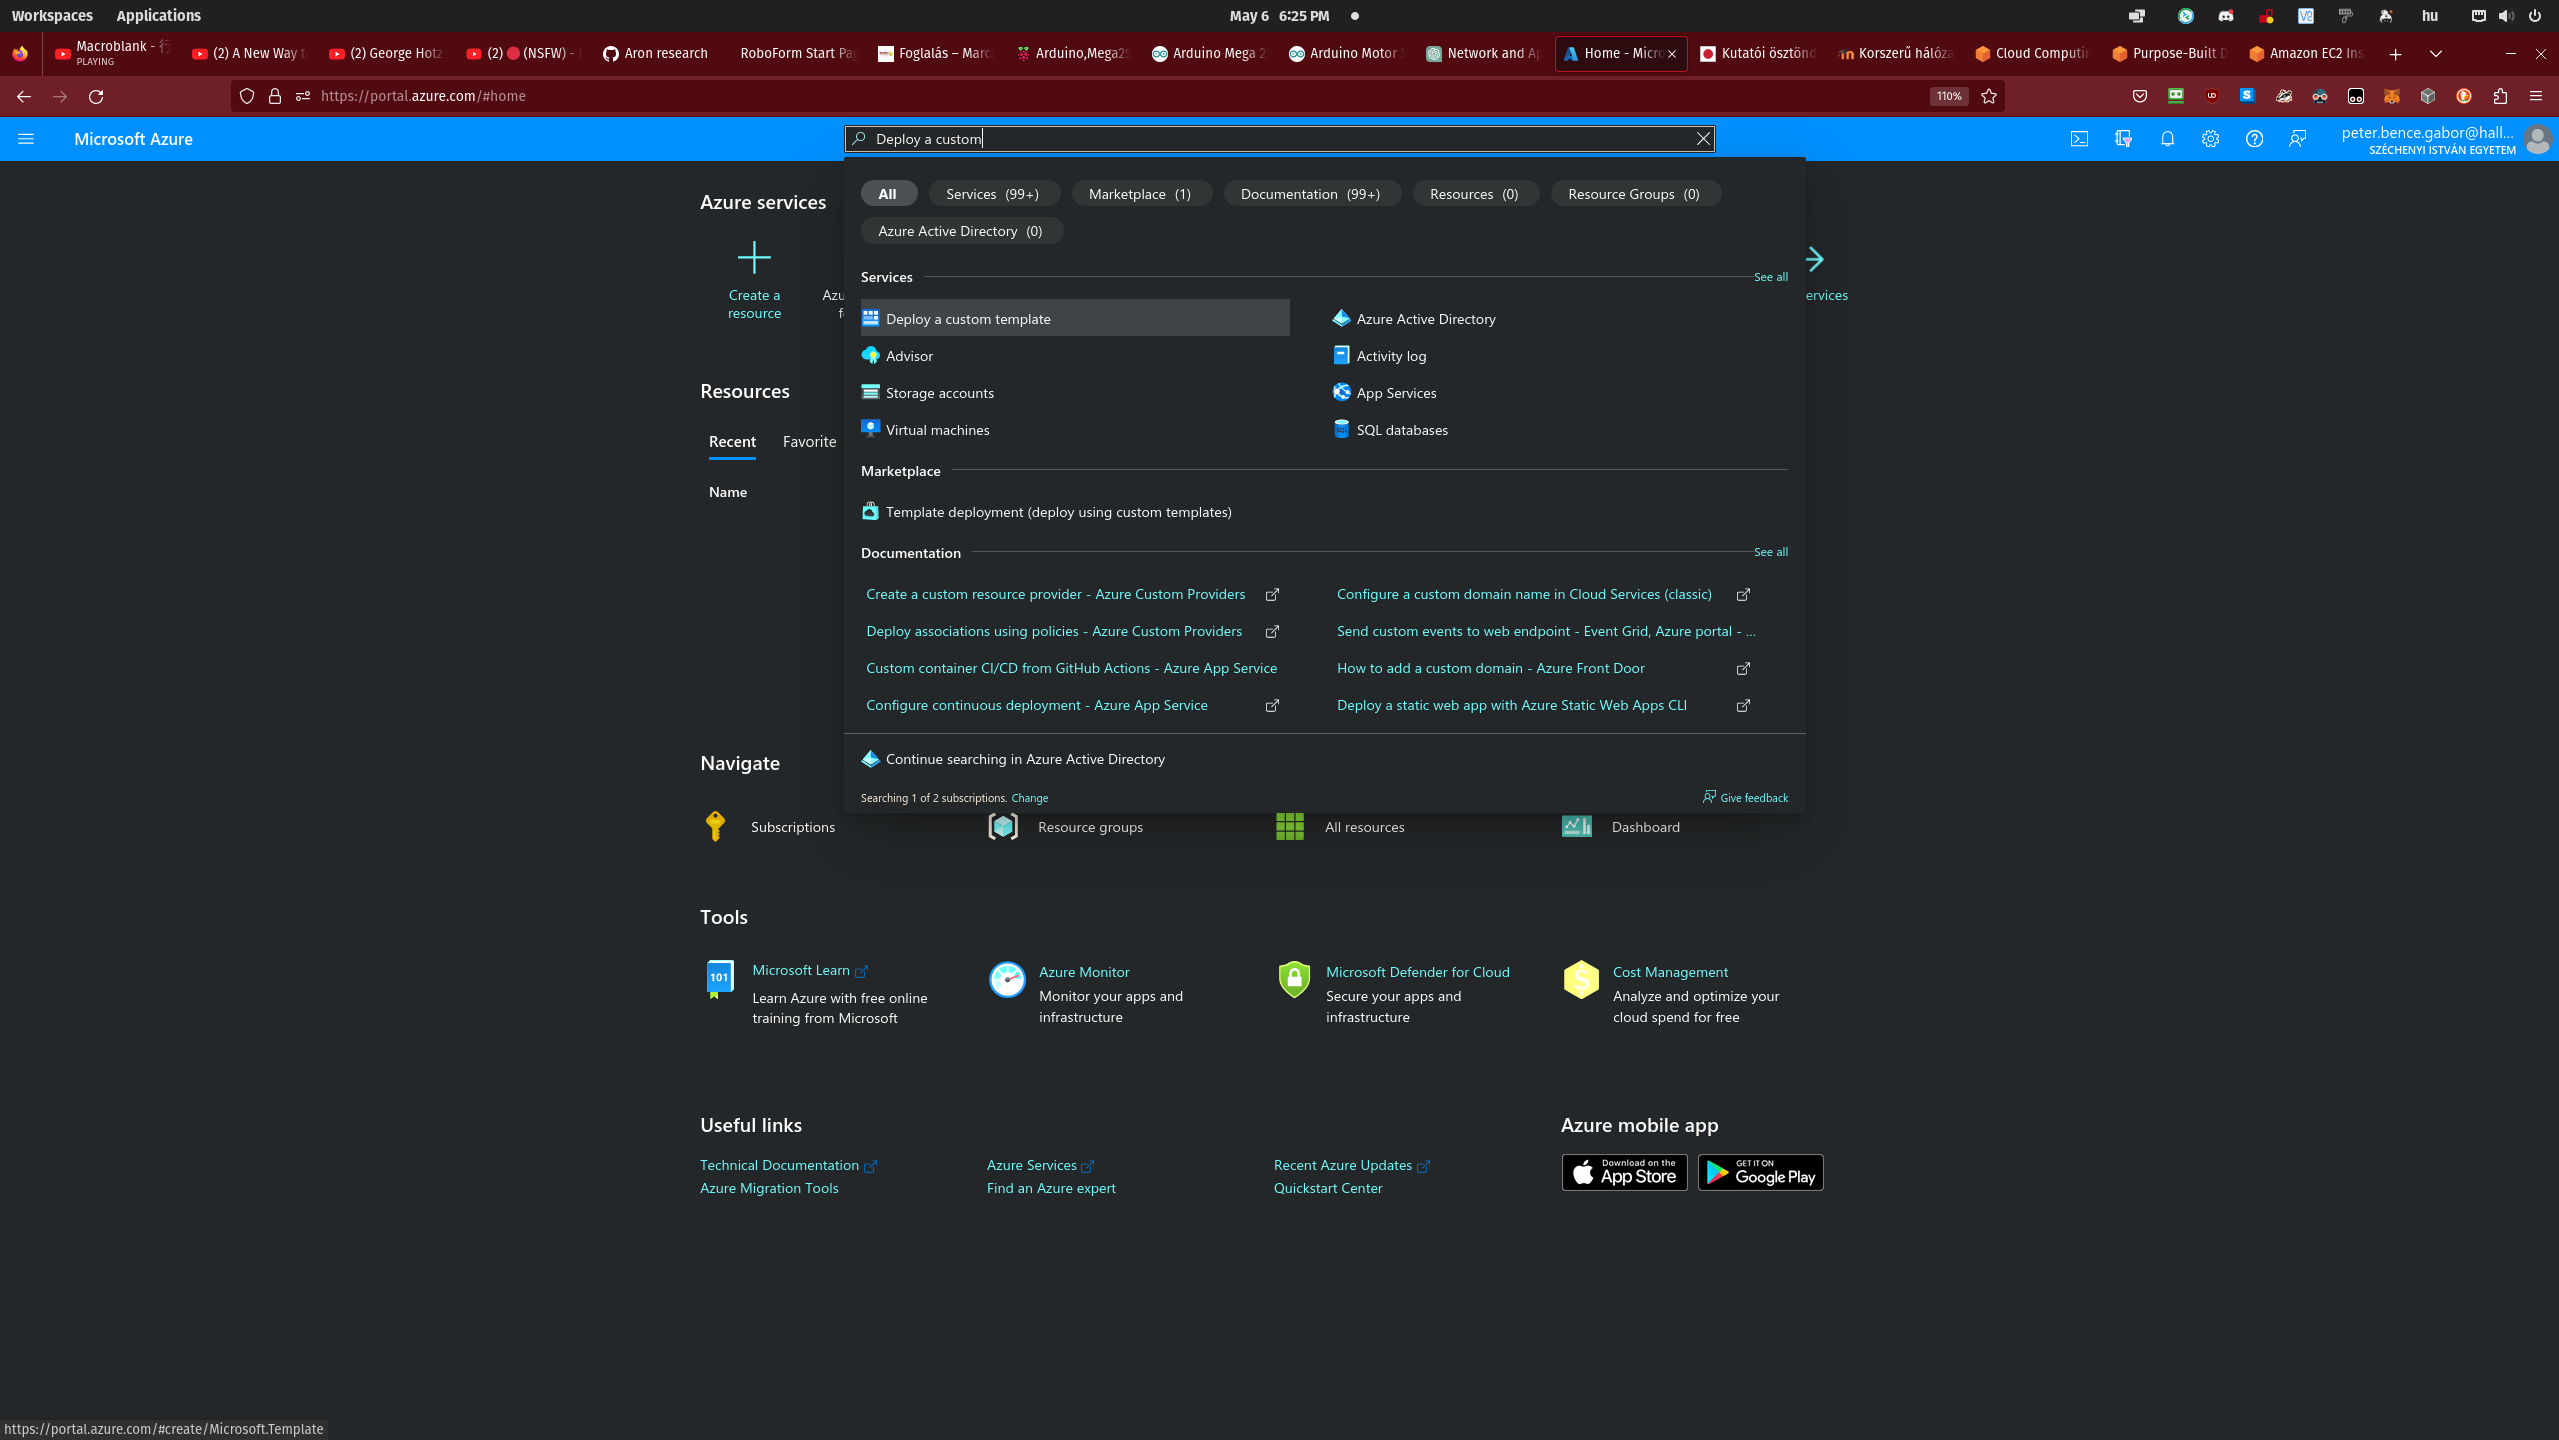 Workspaces
Applications
May 6 6:25 PM
hu
Macroblank - 行
PLAYING
(2) A New Way t
(2) George Hotz
(2) 🔴 (NSFW) -
Aron research
RoboForm Start Pa
Foglalás – Marc
Arduino,Mega25
Arduino Mega 2
Arduino Motor S
Network and Ap
Home - Micro
Kutatói ösztönd
Korszerű hálóza
Cloud Computin
Purpose-Built D
Amazon EC2 Ins
https://portal.azure.com/#home
110%
Microsoft Azure
Deploy a custom
peter.bence.gabor@hall...
SZÉCHENYI ISTVÁN EGYETEM
All
Services (99+)
Marketplace (1)
Documentation (99+)
Resources (0)
Resource Groups (0)
Azure Active Directory (0)
Azure services
Create a
resource
Azu
ervices
Services
See all
Deploy a custom template
Azure Active Directory
Advisor
Activity log
Storage accounts
App Services
Virtual machines
SQL databases
Marketplace
Template deployment (deploy using custom templates)
Documentation
See all
Create a custom resource provider - Azure Custom Providers
Configure a custom domain name in Cloud Services (classic)
Deploy associations using policies - Azure Custom Providers
Send custom events to web endpoint - Event Grid, Azure portal - ...
Custom container CI/CD from GitHub Actions - Azure App Service
How to add a custom domain - Azure Front Door
Configure continuous deployment - Azure App Service
Deploy a static web app with Azure Static Web Apps CLI
Continue searching in Azure Active Directory
Searching 1 of 2 subscriptions. Change
Give feedback
Resources
Recent
Favorite
Name
Navigate
Subscriptions
Resource groups
All resources
Dashboard
Tools
101
Microsoft Learn
Learn Azure with free online
training from Microsoft
Azure Monitor
Monitor your apps and
infrastructure
Microsoft Defender for Cloud
Secure your apps and
infrastructure
Cost Management
Analyze and optimize your
cloud spend for free
Useful links
Technical Documentation
Azure Services
Recent Azure Updates
Azure Migration Tools
Find an Azure expert
Quickstart Center
Azure mobile app
Download on the
App Store
GET IT ON
Google Play
https://portal.azure.com/#create/Microsoft.Template